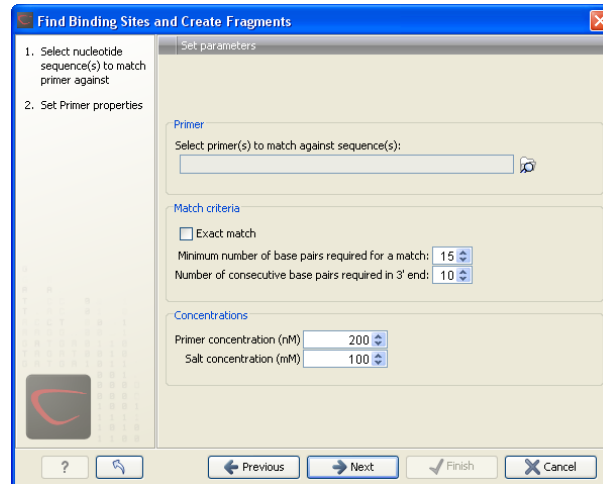 Find Binding Sites and Create Fragments
1. Select nucleotide
sequence(s) to match
primer against
2. Set Primer properties
Set parameters
Primer
Select primer(s) to match against sequence(s):
Match criteria
Exact match
Minimum number of base pairs required for a match: 15
Number of consecutive base pairs required in 3' end: 10
Concentrations
Primer concentration (nM) 200
Salt concentration (mM) 100
? Previous Next Finish Cancel